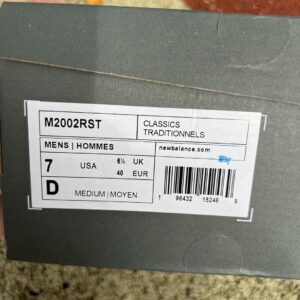 M2002RST
CLASSICS
TRADITIONNELS
MENS | HOMMES
newbalance.com
7 USA 6½ UK
40 EUR
D MEDIUM | MOYEN
1 96432 15246 9